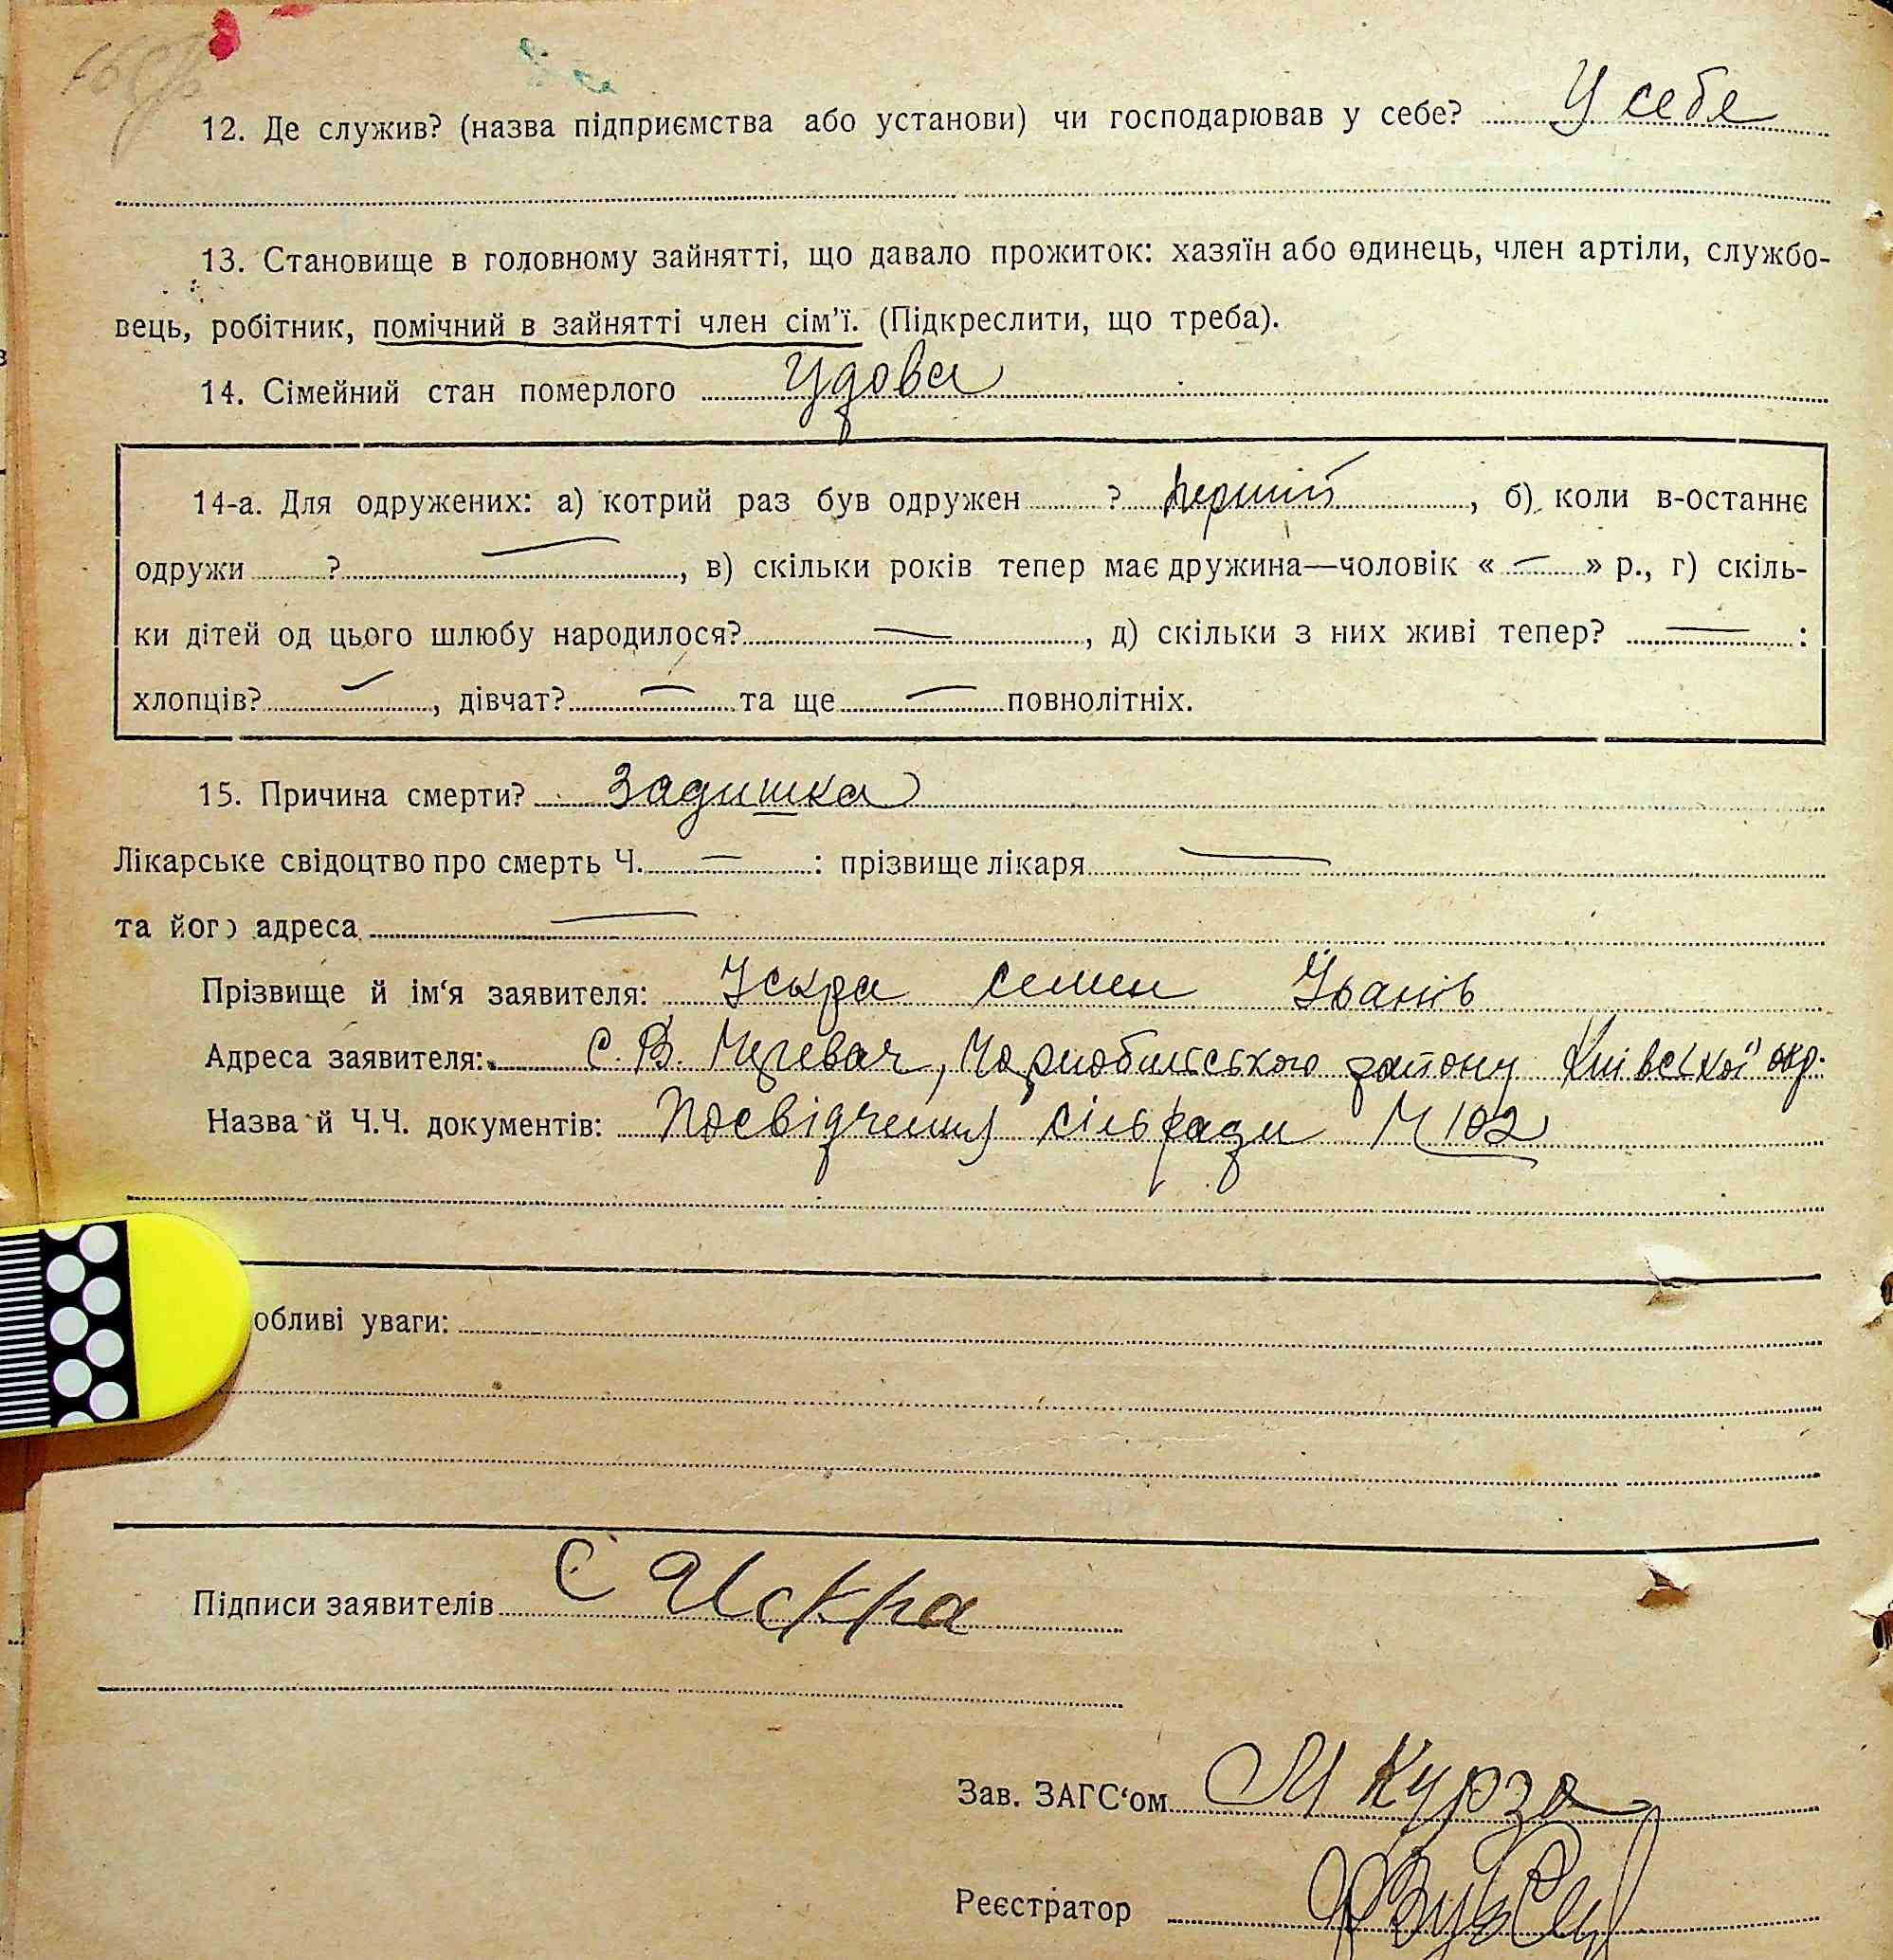 12. Де служив? (назва підприємства або установи) чи господарював у себе? У себе
13. Становище в головному зайнятті, що давало прожиток: хазяїн або одинець, член артіли, службо-
вець, робітник, помічний в зайнятті член сім'ї. (Підкреслити, що треба).
14. Сімейний стан померлого Удова
14-а. Для одружених: а) котрий раз був одружен ? перший, б) коли в-останнє
одружи ? —, в) скільки років тепер має дружина—чоловік « — » р., г) скіль-
ки дітей од цього шлюбу народилося? —, д) скільки з них живі тепер? — :
хлопців? —, дівчат? — та ще — повнолітніх.
15. Причина смерти? Задишка
Лікарське свідоцтво про смерть Ч. — : прізвище лікаря —
та його адреса —
Прізвище й ім'я заявителя: Іскра семен Іванів
Адреса заявителя: С. В. Чорнобильського району Київської окр.
Назва й Ч.Ч. документів: Посвідчення сільради Ч 102
обливі уваги:
Підписи заявителів С Искра
Зав. ЗАГС'ом М Курза
Реєстратор